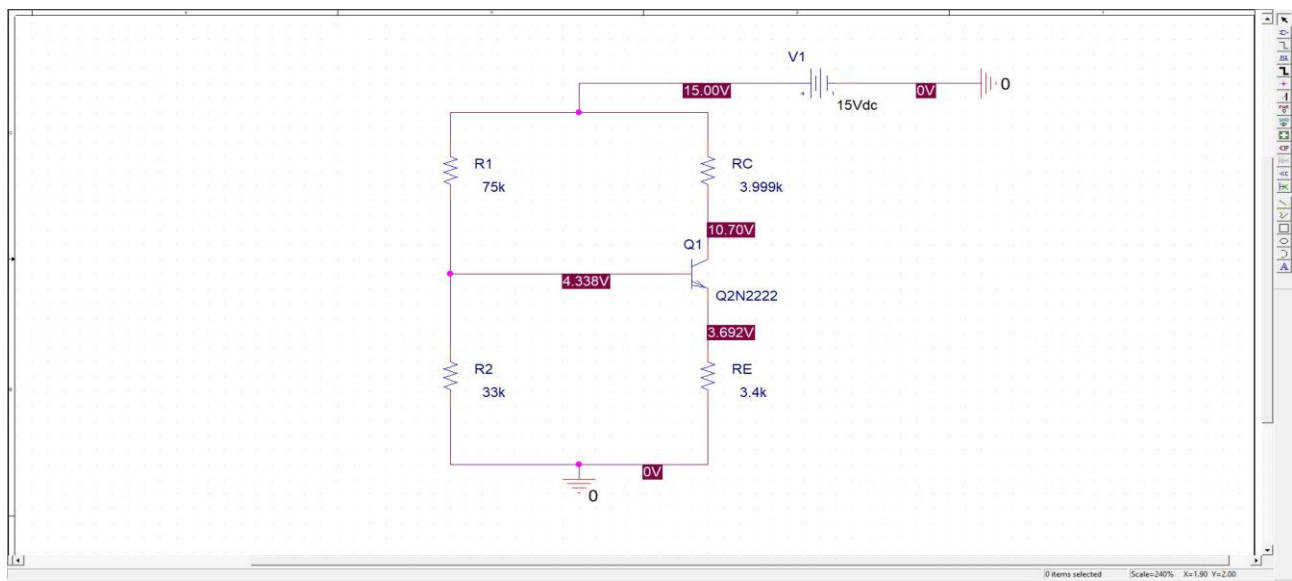 V1
15.00V
0V
0
15Vdc
R1
75k
RC
3.999k
10.70V
Q1
4.338V
Q2N2222
3.692V
R2
33k
RE
3.4k
0V
0
0 items selected
Scale=240%
X=1.90 Y=2.00